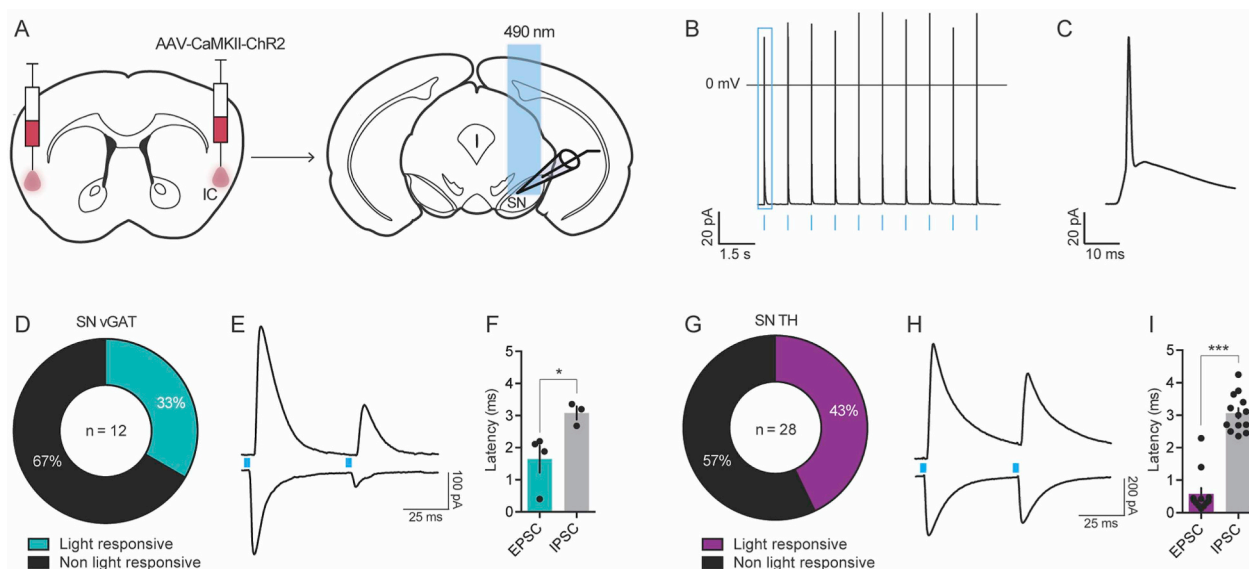 A
AAV-CaMKII-ChR2
IC
490 nm
SN
B
0 mV
20 pA
1.5 s
C
20 pA
10 ms
D
SN vGAT
33%
n = 12
67%
Light responsive
Non light responsive
E
100 pA
25 ms
F
Latency (ms)
5
4
3
2
1
0
*
EPSC
IPSC
G
SN TH
43%
n = 28
57%
Light responsive
Non light responsive
H
200 pA
25 ms
I
Latency (ms)
5
4
3
2
1
0
***
EPSC
IPSC